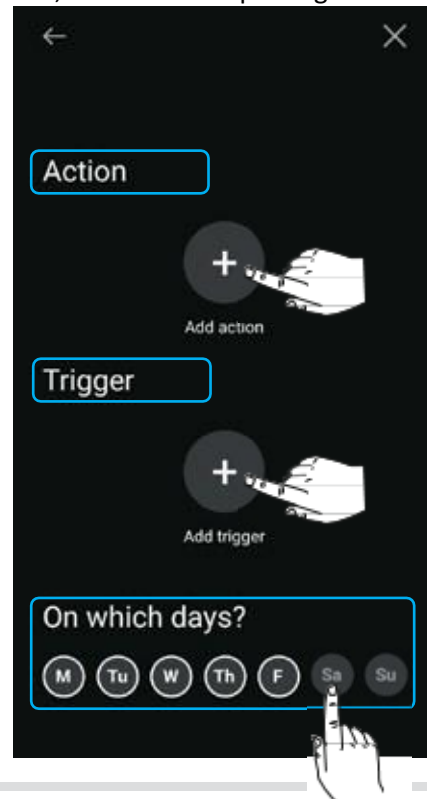 Action
+
Add action
Trigger
+
Add trigger
On which days?
M Tu W Th F Sa Su